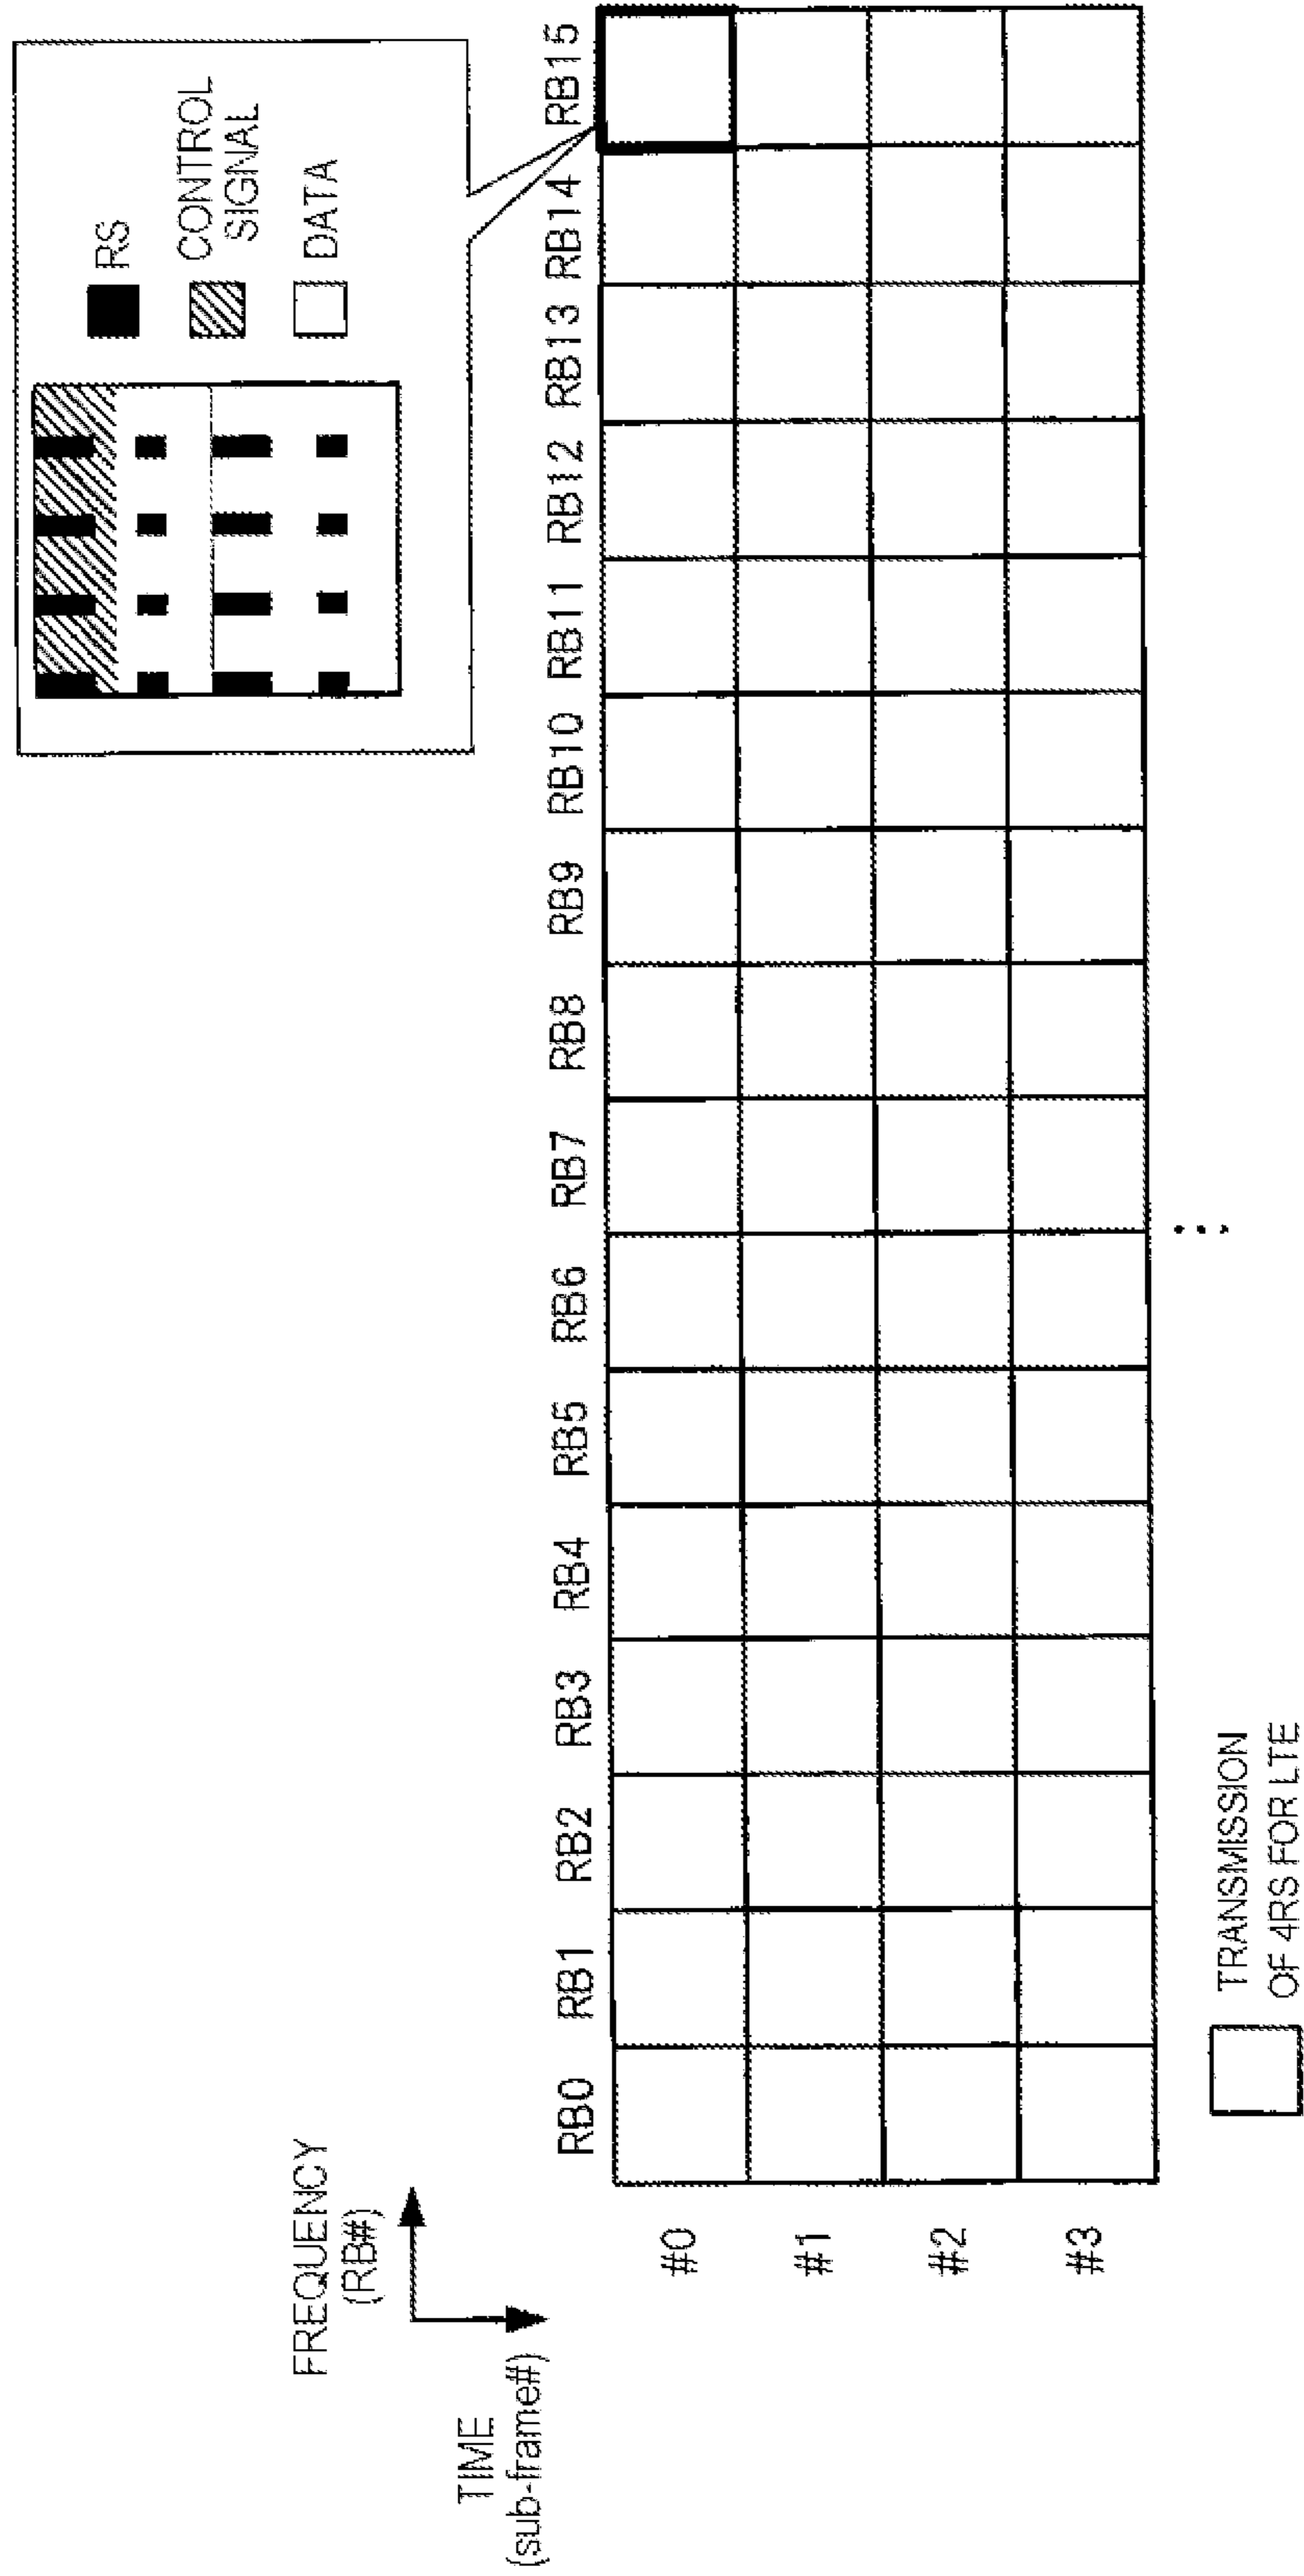 RS
CONTROL
SIGNAL
DATA
FREQUENCY
(RB#)
TIME
(sub-frame#)
RB0 RB1 RB2 RB3 RB4 RB5 RB6 RB7 RB8 RB9 RB10 RB11 RB12 RB13 RB14 RB15
#0
#1
#2
#3
...
TRANSMISSION
OF 4RS FOR LTE